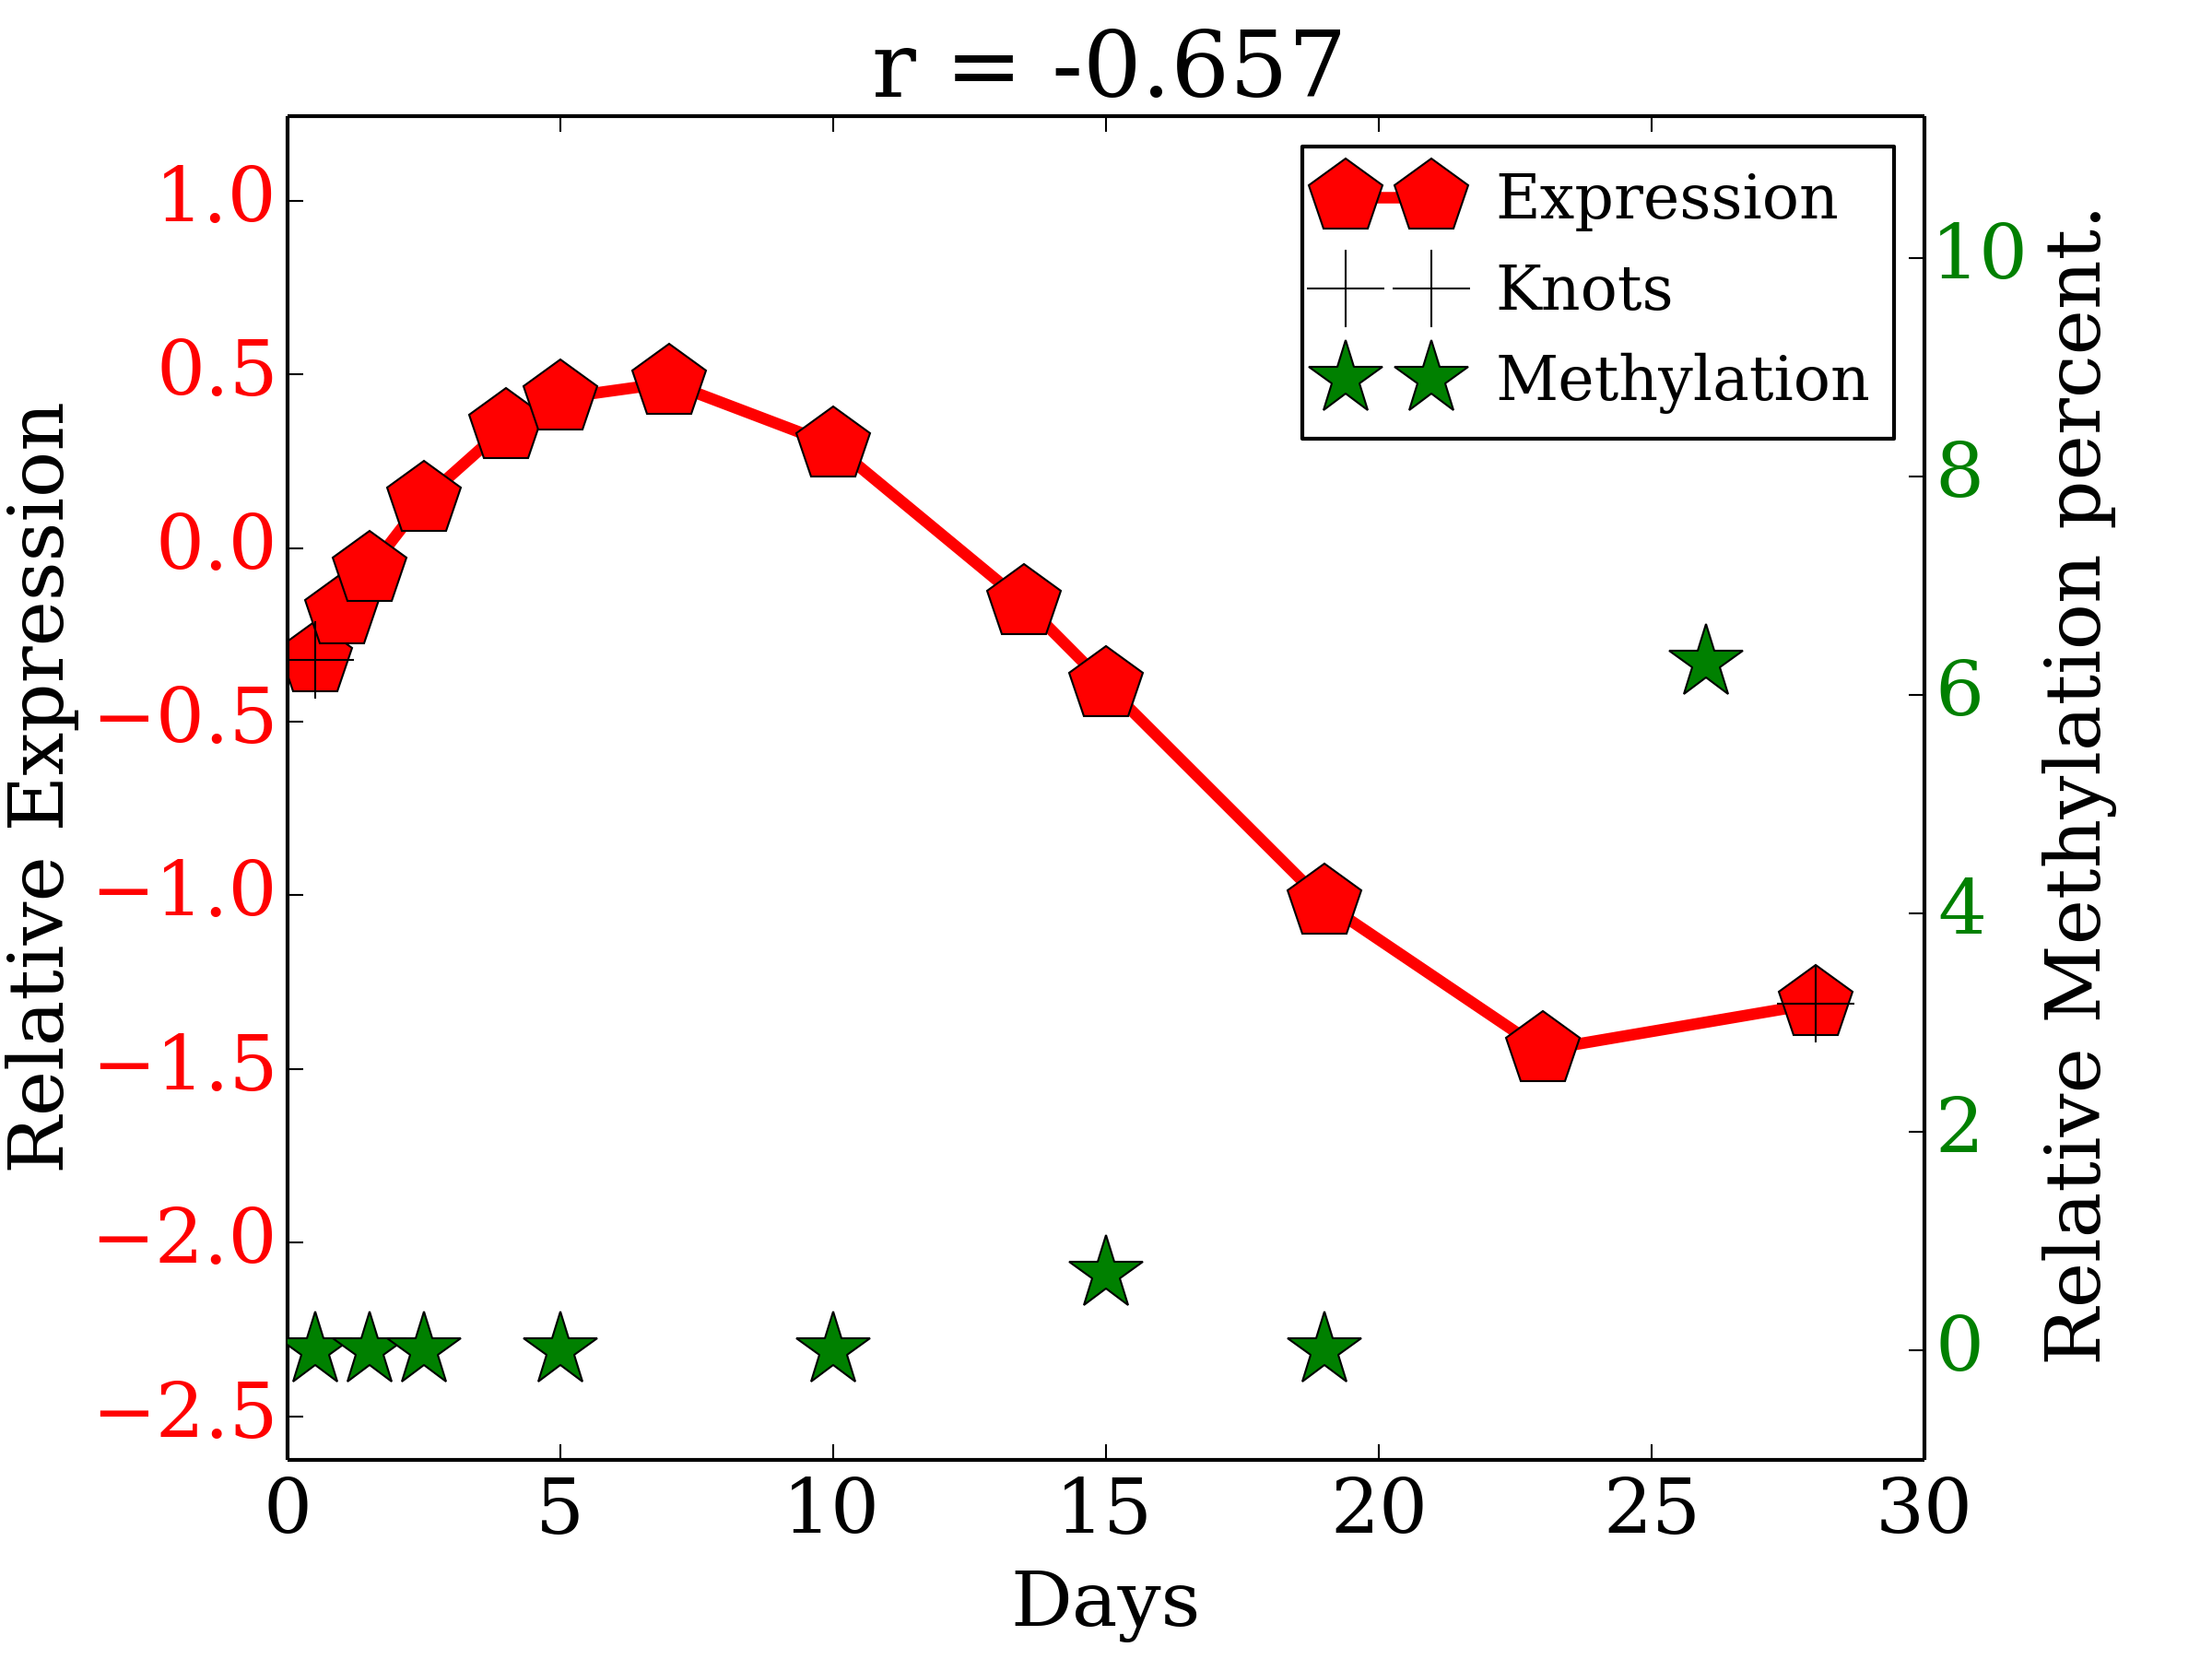 r = -0.657
Expression
Knots
Methylation
Relative Expression
1.0
0.5
0.0
−0.5
−1.0
−1.5
−2.0
−2.5
10
8
6
4
2
0
Relative Methylation percent.
0 5 10 15 20 25 30
Days